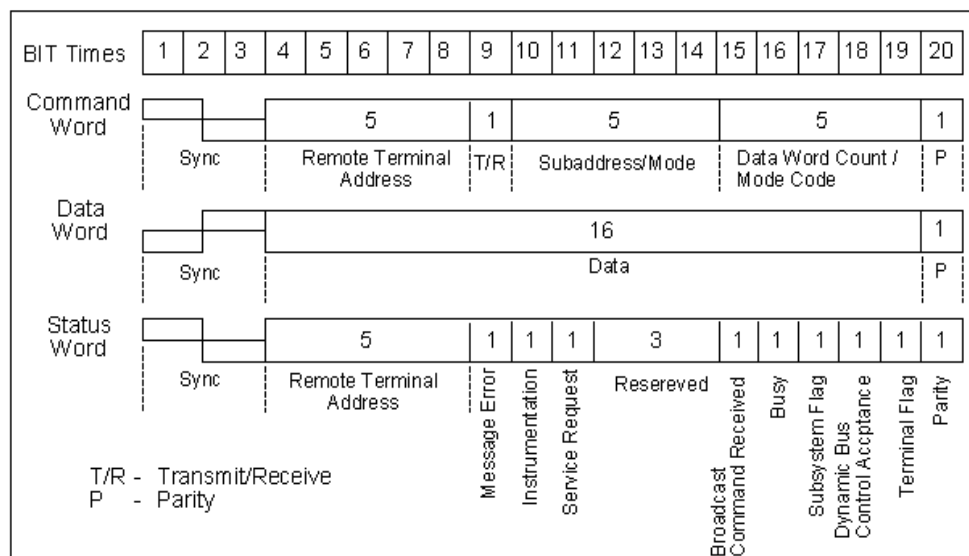 BIT Times 1 2 3 4 5 6 7 8 9 10 11 12 13 14 15 16 17 18 19 20
Command
Word
5 1 5 5 1
Sync
Remote Terminal
Address
T/R
Subaddress/Mode
Data Word Count /
Mode Code
P
Data
Word
16 1
Sync
Data
P
Status
Word
5 1 1 1 3 1 1 1 1 1 1
Sync
Remote Terminal
Address
Message Error
Instrumentation
Service Request
Resereved
Broadcast
Command Received
Busy
Subsystem Flag
Dynamic Bus
Control Accptance
Terminal Flag
Parity
T/R - Transmit/Receive
P - Parity